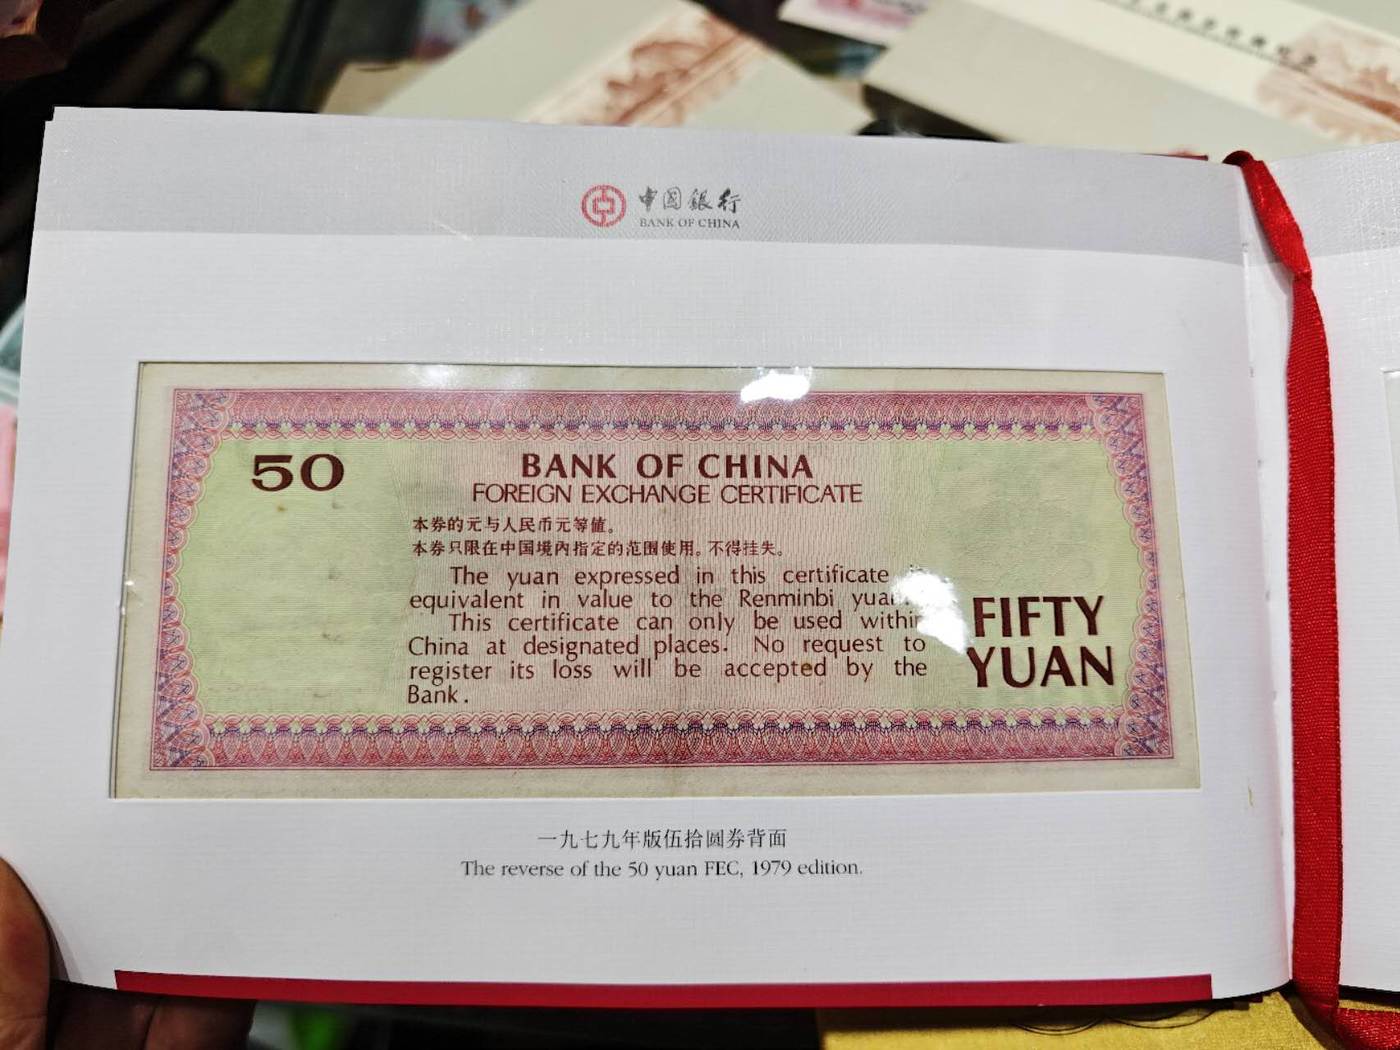 中国銀行
BANK OF CHINA
50
BANK OF CHINA
FOREIGN EXCHANGE CERTIFICATE
本券的元与人民币元等值。
本券只限在中国境内指定的范围使用。不得挂失。
The yuan expressed in this certificate
equivalent in value to the Renminbi
This certificate can only be used within
China at designated places. No request to
register its loss will be accepted by the
Bank.
FIFTY
YUAN
一九七九年版伍拾圆券背面
The reverse of the 50 yuan FEC, 1979 edition.